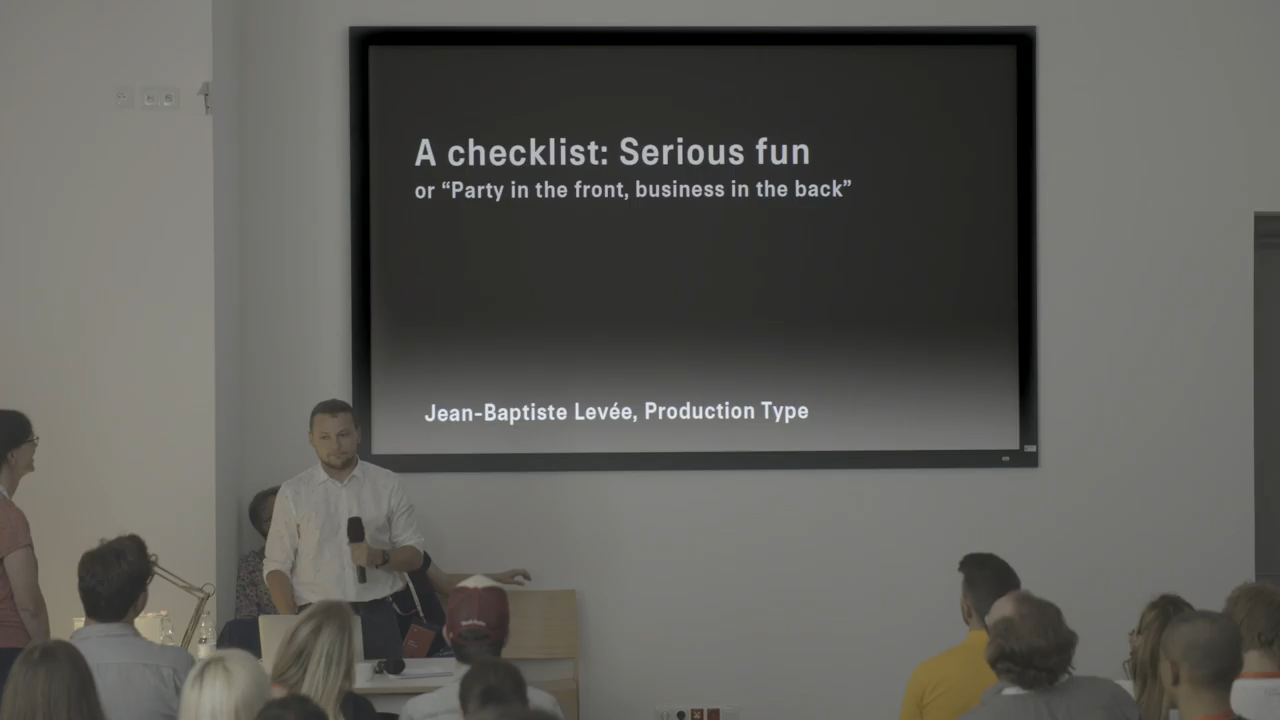 A checklist: Serious fun
or “Party in the front, business in the back”
Jean-Baptiste Levée, Production Type